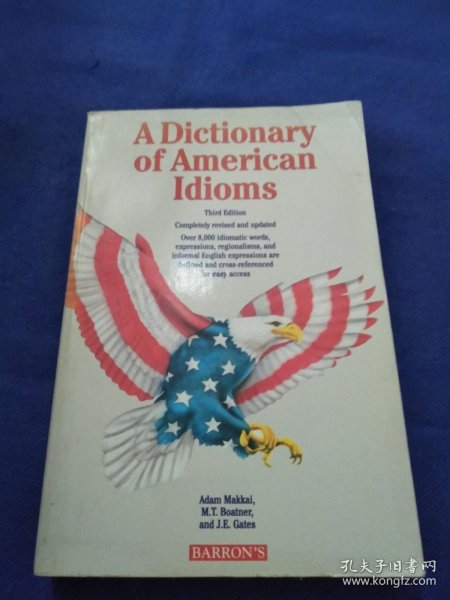 A Dictionary
of American
Idioms
Third Edition
Completely revised and updated
Over 8,000 idiomatic words,
expressions, regionalisms, and
informal English expressions are
defined and cross-referenced
for easy access
Adam Makkai,
M.T. Boatner,
and J.E. Gates
BARRON'S
孔夫子旧书网
www.kongfz.com